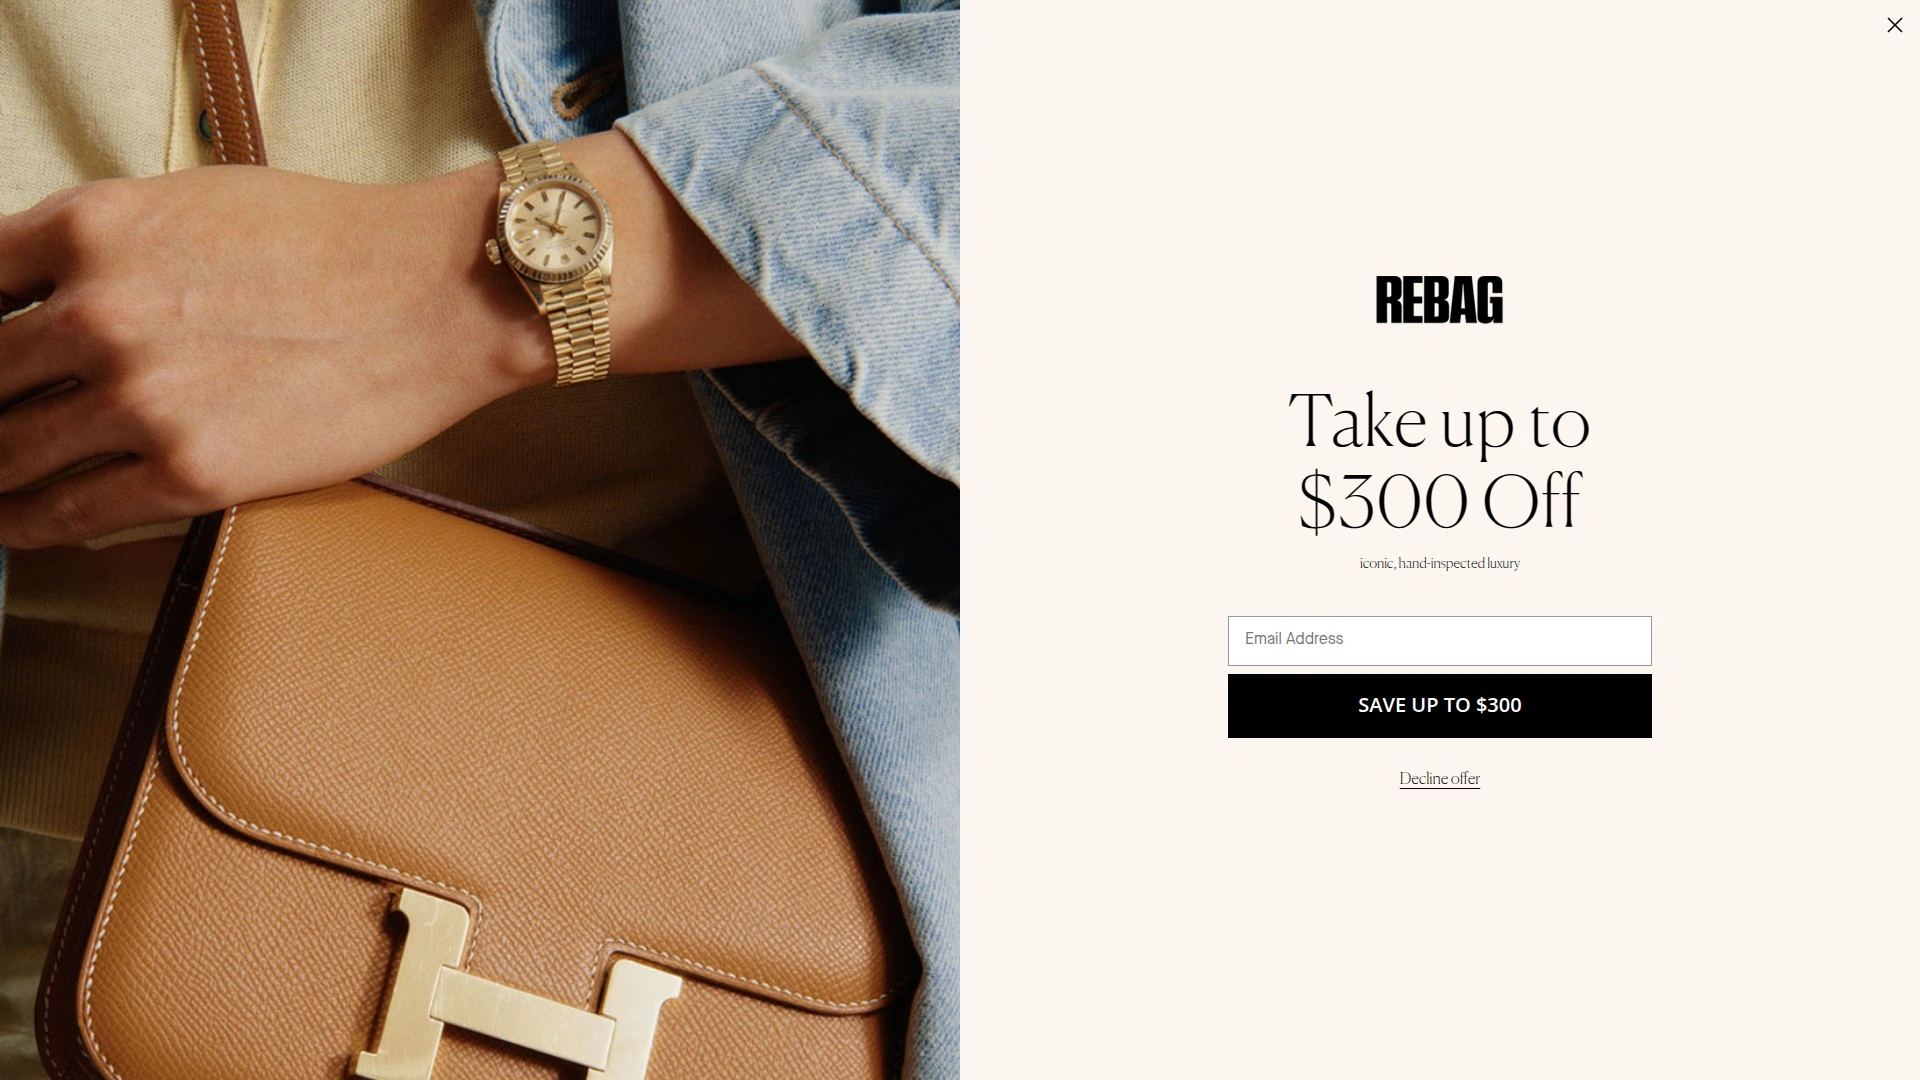 REBAG
Take up to
$300 Off
iconic, hand-inspected luxury
Email Address
SAVE UP TO $300
Decline offer